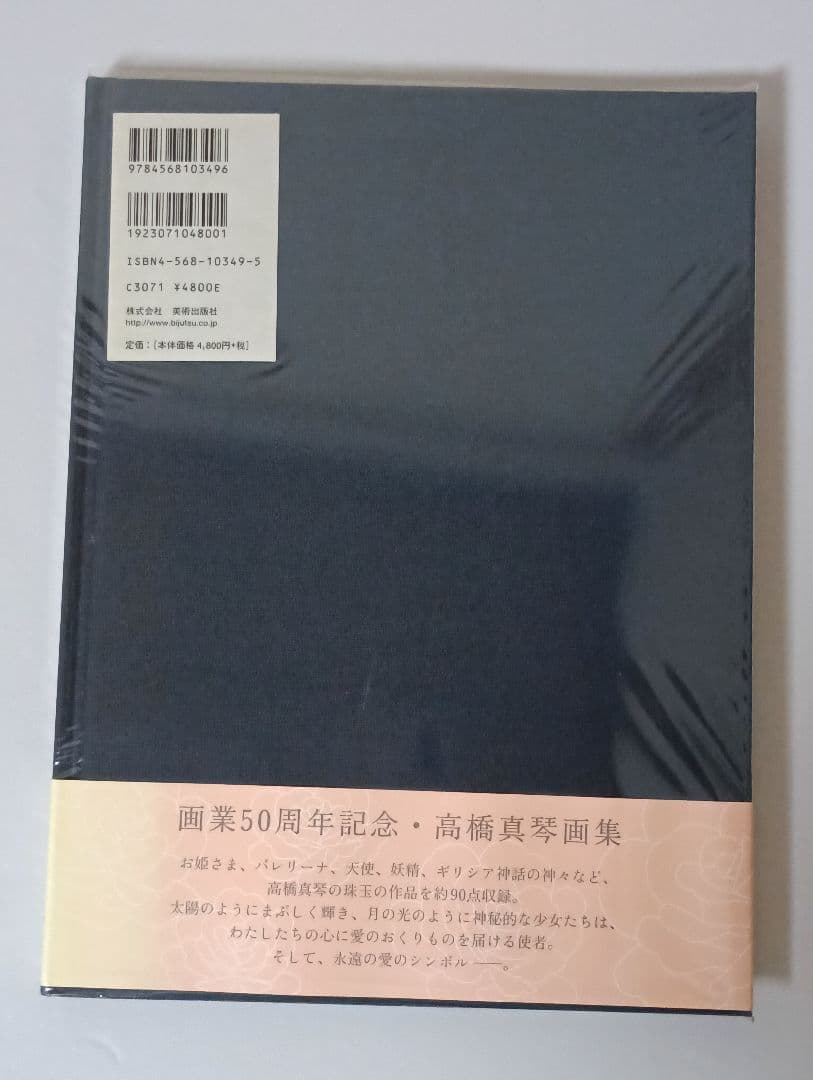 9784568103496
1923071048001
ISBN4-568-10349-5
C3071 ¥4800E
株式会社 美術出版社
http://www.bijutsu.co.jp
定価：[本体価格 4,800円+税]
画業50周年記念・高橋真琴画集
お姫さま、バレリーナ、天使、妖精、ギリシア神話の神々など、
高橋真琴の珠玉の作品を約90点収録。
太陽のようにまぶしく輝き、月の光のように神秘的な少女たちは、
わたしたちの心に愛のおくりものを届ける使者。
そして、永遠の愛のシンボル──。